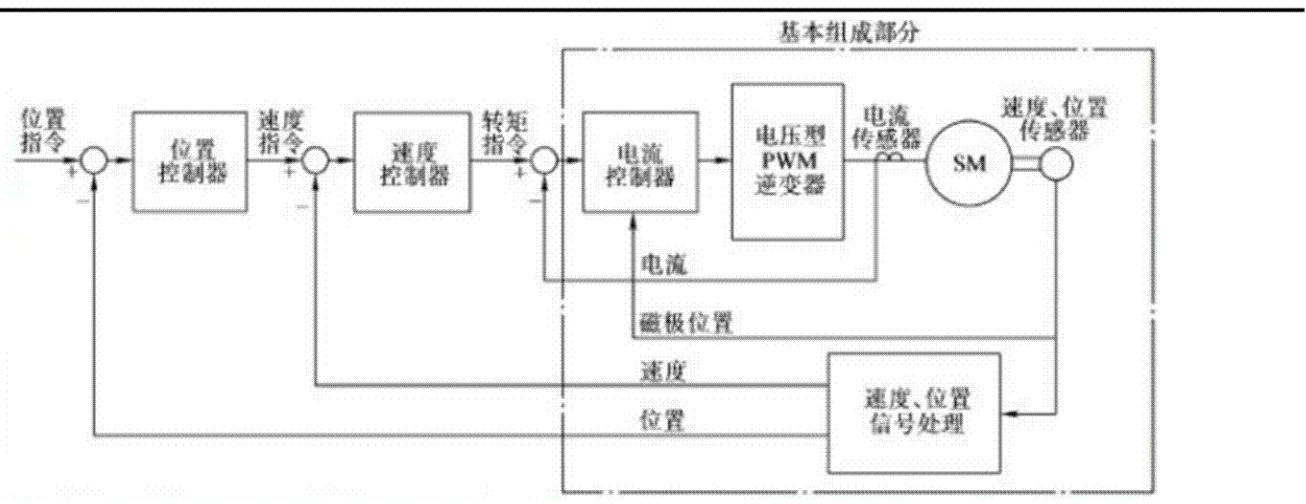 基本组成部分
位置
指令
+
−
位置
控制器
速度
指令
+
−
速度
控制器
转矩
指令
+
−
电流
控制器
电压型
PWM
逆变器
电流
传感器
SM
速度、位置
传感器
电流
磁极位置
速度
位置
速度、位置
信号处理